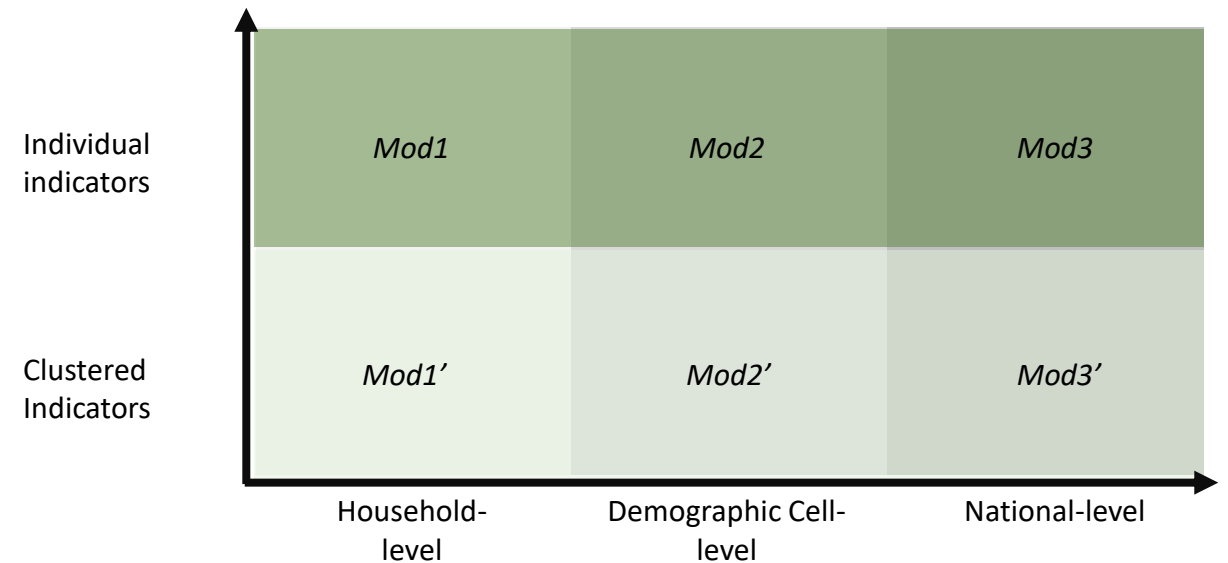 Individual
indicators
Mod1
Mod2
Mod3
Clustered
Indicators
Mod1’
Mod2’
Mod3’
Household-
level
Demographic Cell-
level
National-level